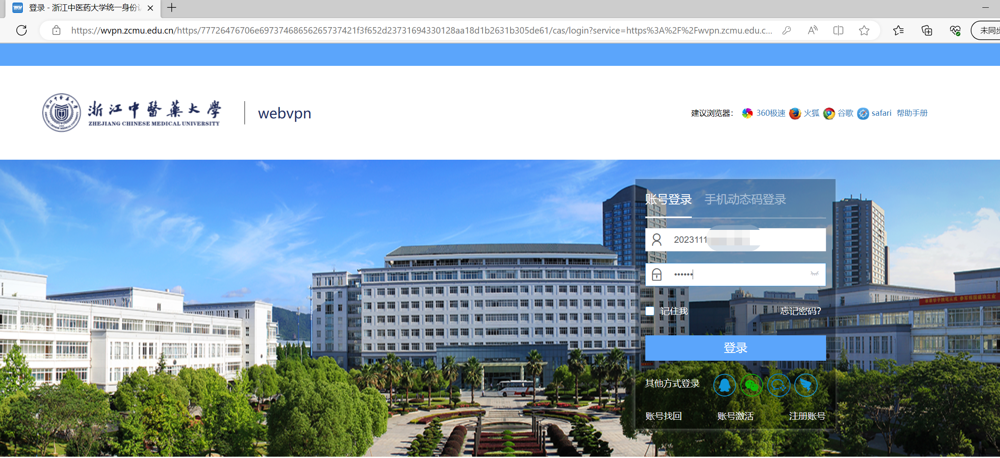 登录 - 浙江中医药大学统一身份
https://wvpn.zcmu.edu.cn/https/77726476706e69737468656265737421f3f652d23731694330128aa18d1b2631b305de61/cas/login?service=https%3A%2F%2Fwvpn.zcmu.edu.c...
未同步
浙江中醫藥大學
ZHEJIANG CHINESE MEDICAL UNIVERSITY
webvpn
建议浏览器： 360极速 火狐 谷歌 safari 帮助手册
账号登录 手机动态码登录
2023111
••••••
记住我 忘记密码?
登录
其他方式登录
账号找回 账号激活 注册账号